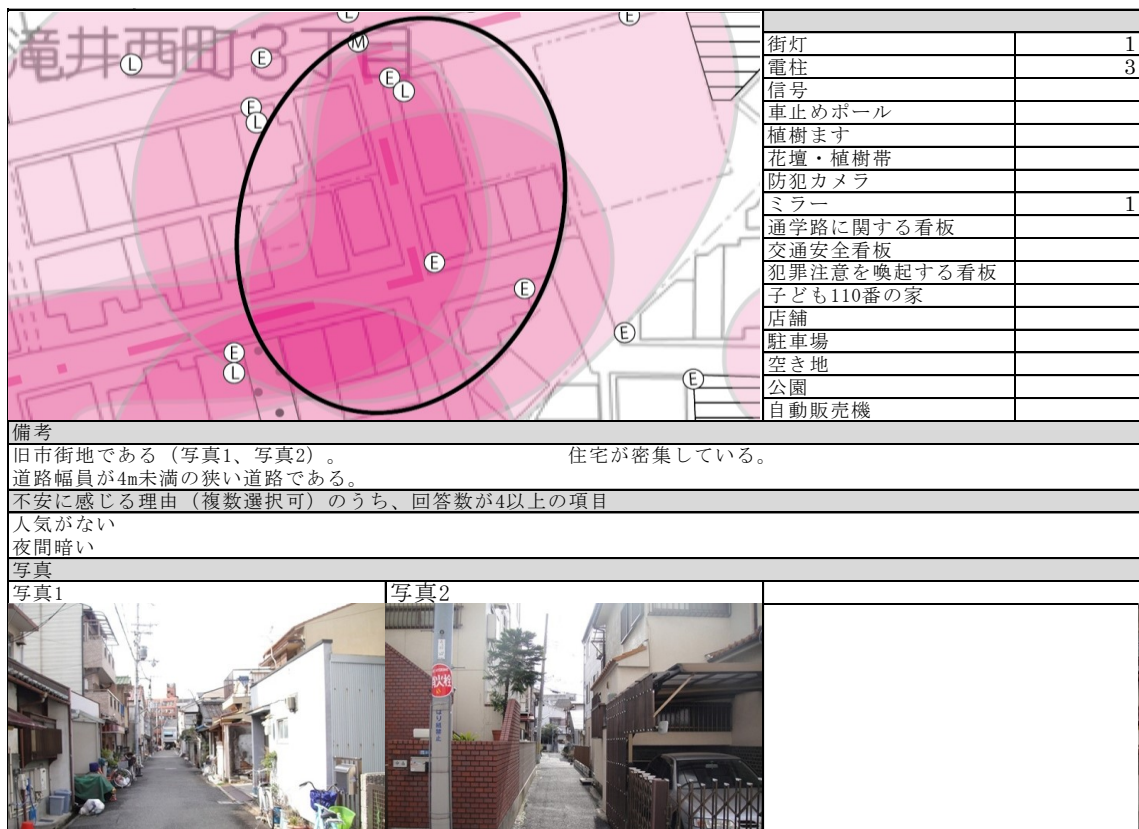 滝井西町3丁目
L
E
M
E
L
E
L
E
L
E
E
E
E
E
L
街灯 1
電柱 3
信号
車止めポール
植樹ます
花壇・植樹帯
防犯カメラ
ミラー 1
通学路に関する看板
交通安全看板
犯罪注意を喚起する看板
子ども110番の家
店舗
駐車場
空き地
公園
自動販売機
備考
旧市街地である（写真1、写真2）。 住宅が密集している。
道路幅員が4m未満の狭い道路である。
不安に感じる理由（複数選択可）のうち、回答数が4以上の項目
人気がない
夜間暗い
写真
写真1 写真2
消火栓
はり紙禁止